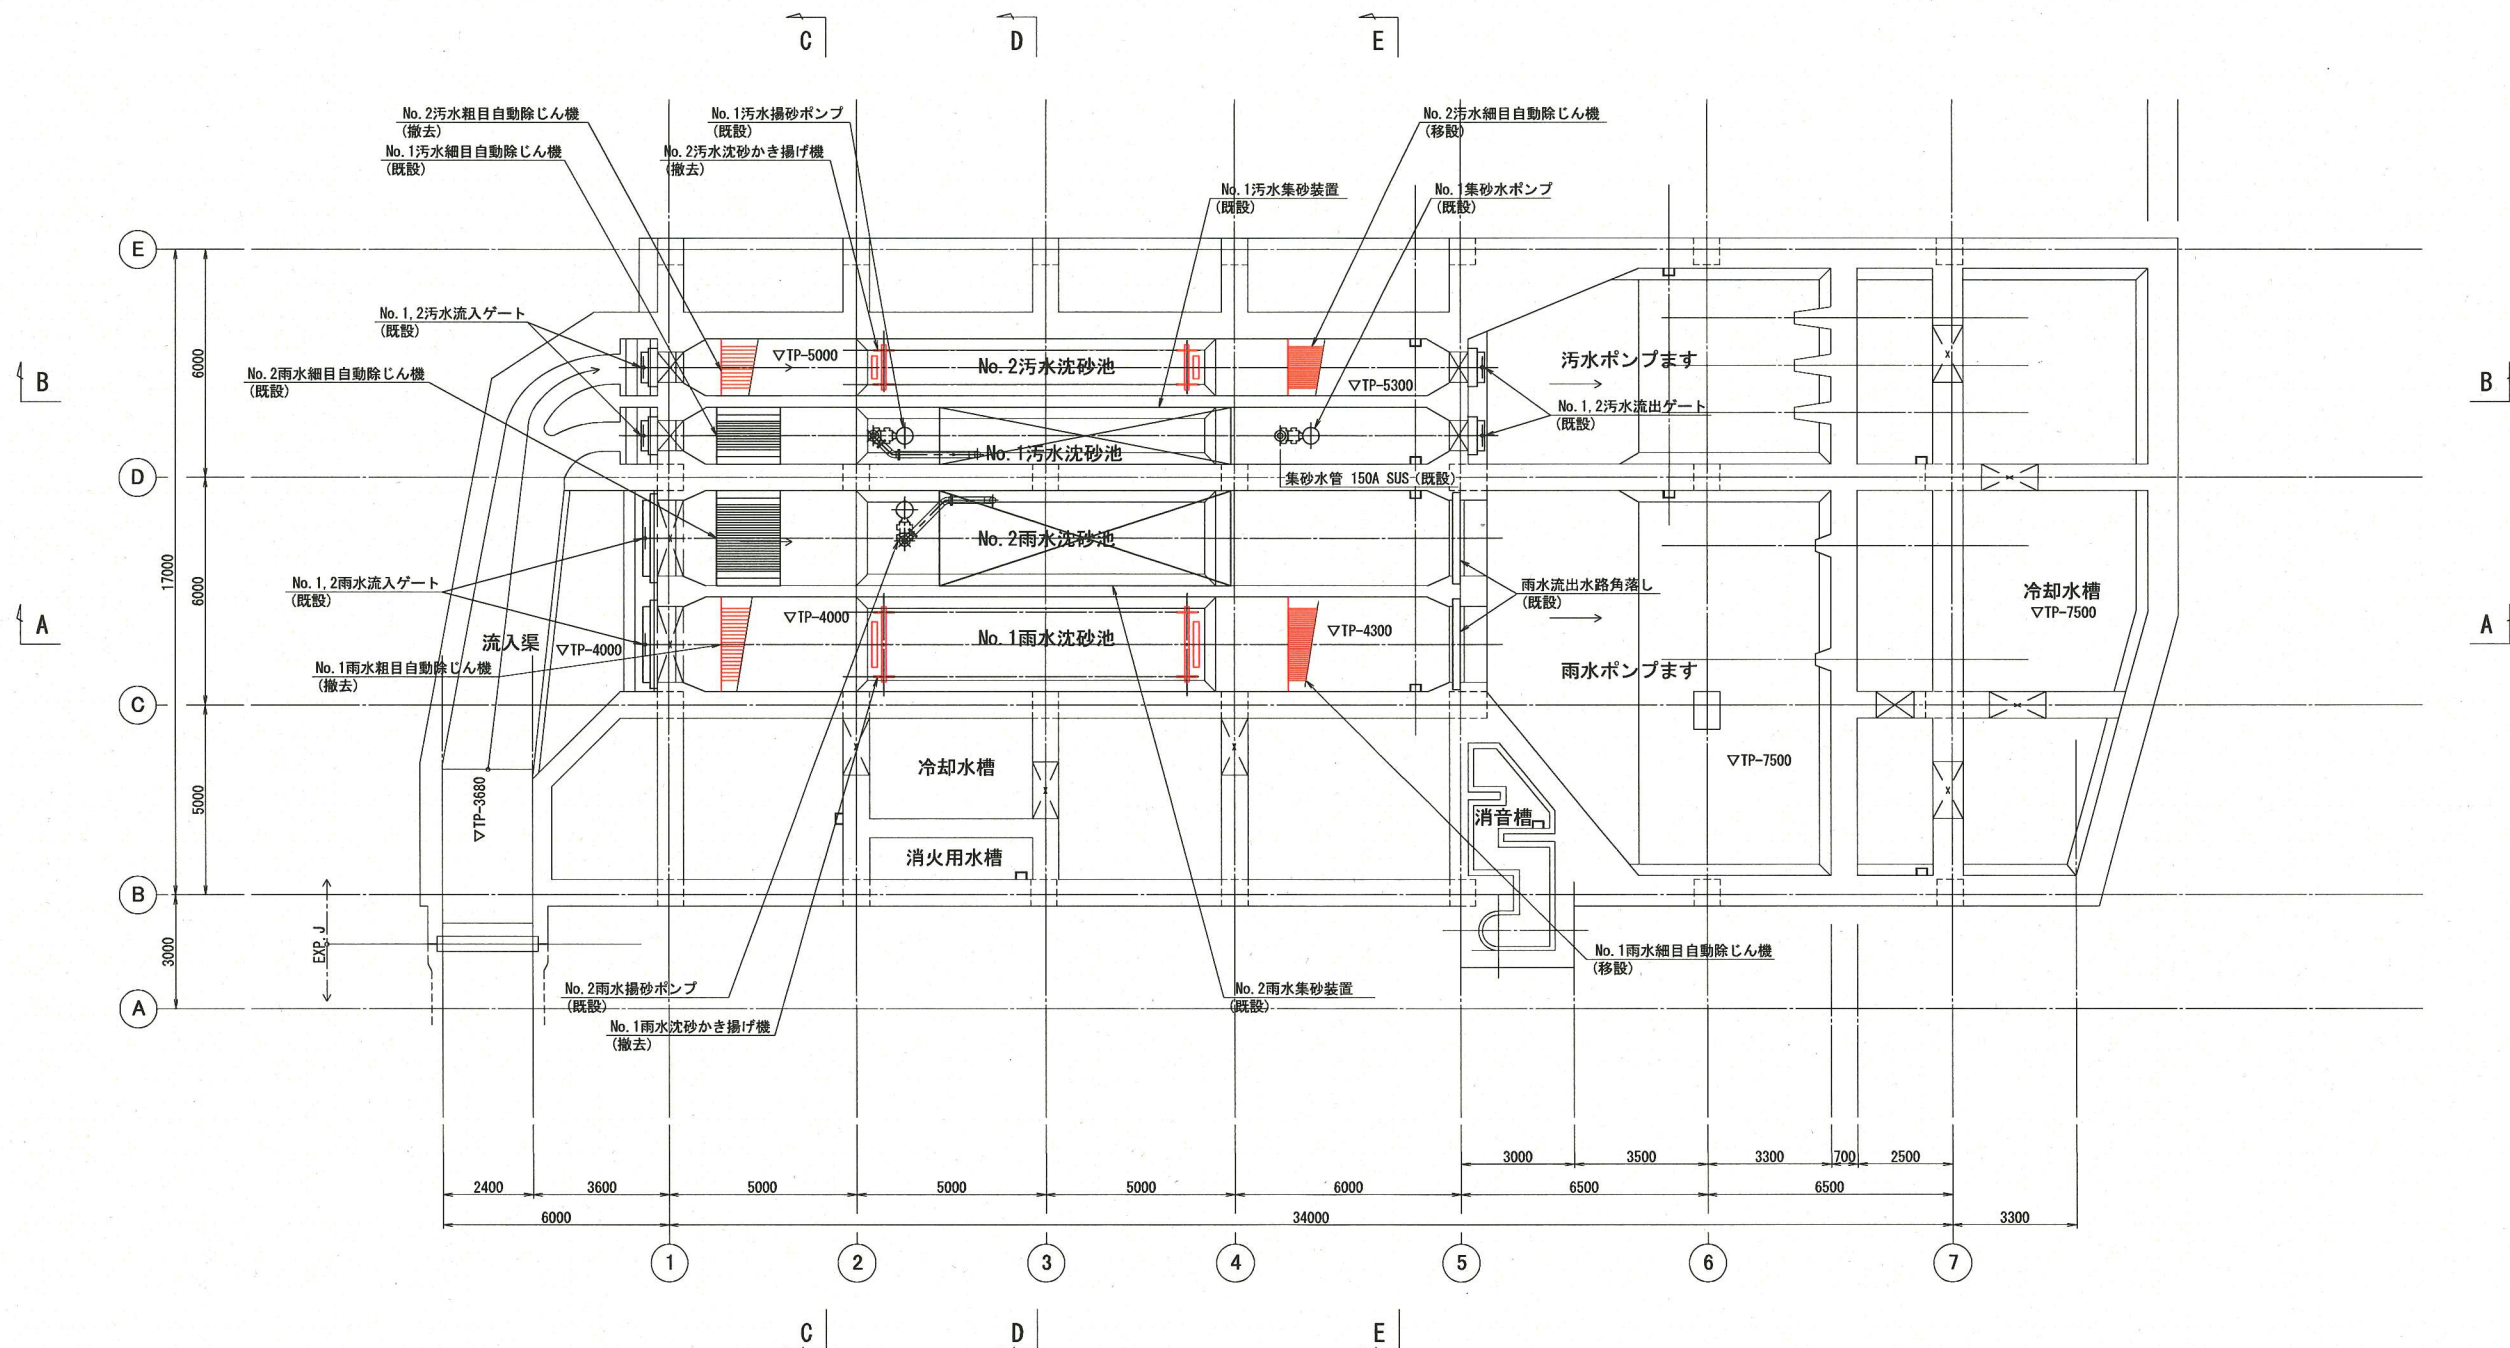 C
D
E
No.2汚水粗目自動除じん機
(撤去)
No.1汚水揚砂ポンプ
(既設)
No.2汚水細目自動除じん機
(移設)
No.1汚水細目自動除じん機
(既設)
No.2汚水沈砂かき揚げ機
(撤去)
No.1汚水集砂装置
(既設)
No.1集砂水ポンプ
(既設)
E
No.1,2汚水流入ゲート
(既設)
▽TP-5000
No.2汚水沈砂池
▽TP-5300
汚水ポンプます
6000
B
B
No.2雨水細目自動除じん機
(既設)
No.1,2汚水流出ゲート
(既設)
No.1汚水沈砂池
D
集砂水管 150A SUS (既設)
No.2雨水沈砂池
17000
6000
No.1,2雨水流入ゲート
(既設)
雨水流出水路角落し
(既設)
冷却水槽
▽TP-7500
A
A
▽TP-4000
No.1雨水沈砂池
▽TP-4300
流入渠
▽TP-4000
No.1雨水粗目自動除じん機
(撤去)
雨水ポンプます
C
冷却水槽
▽TP-7500
5000
▽TP-3680
消音槽
消火用水槽
B
EXP.J
3000
No.1雨水細目自動除じん機
(移設)
No.2雨水揚砂ポンプ
(既設)
No.2雨水集砂装置
(既設)
A
No.1雨水沈砂かき揚げ機
(撤去)
3000
3500
3300
700
2500
2400
3600
5000
5000
5000
6000
6500
6500
6000
34000
3300
1
2
3
4
5
6
7
C
D
E